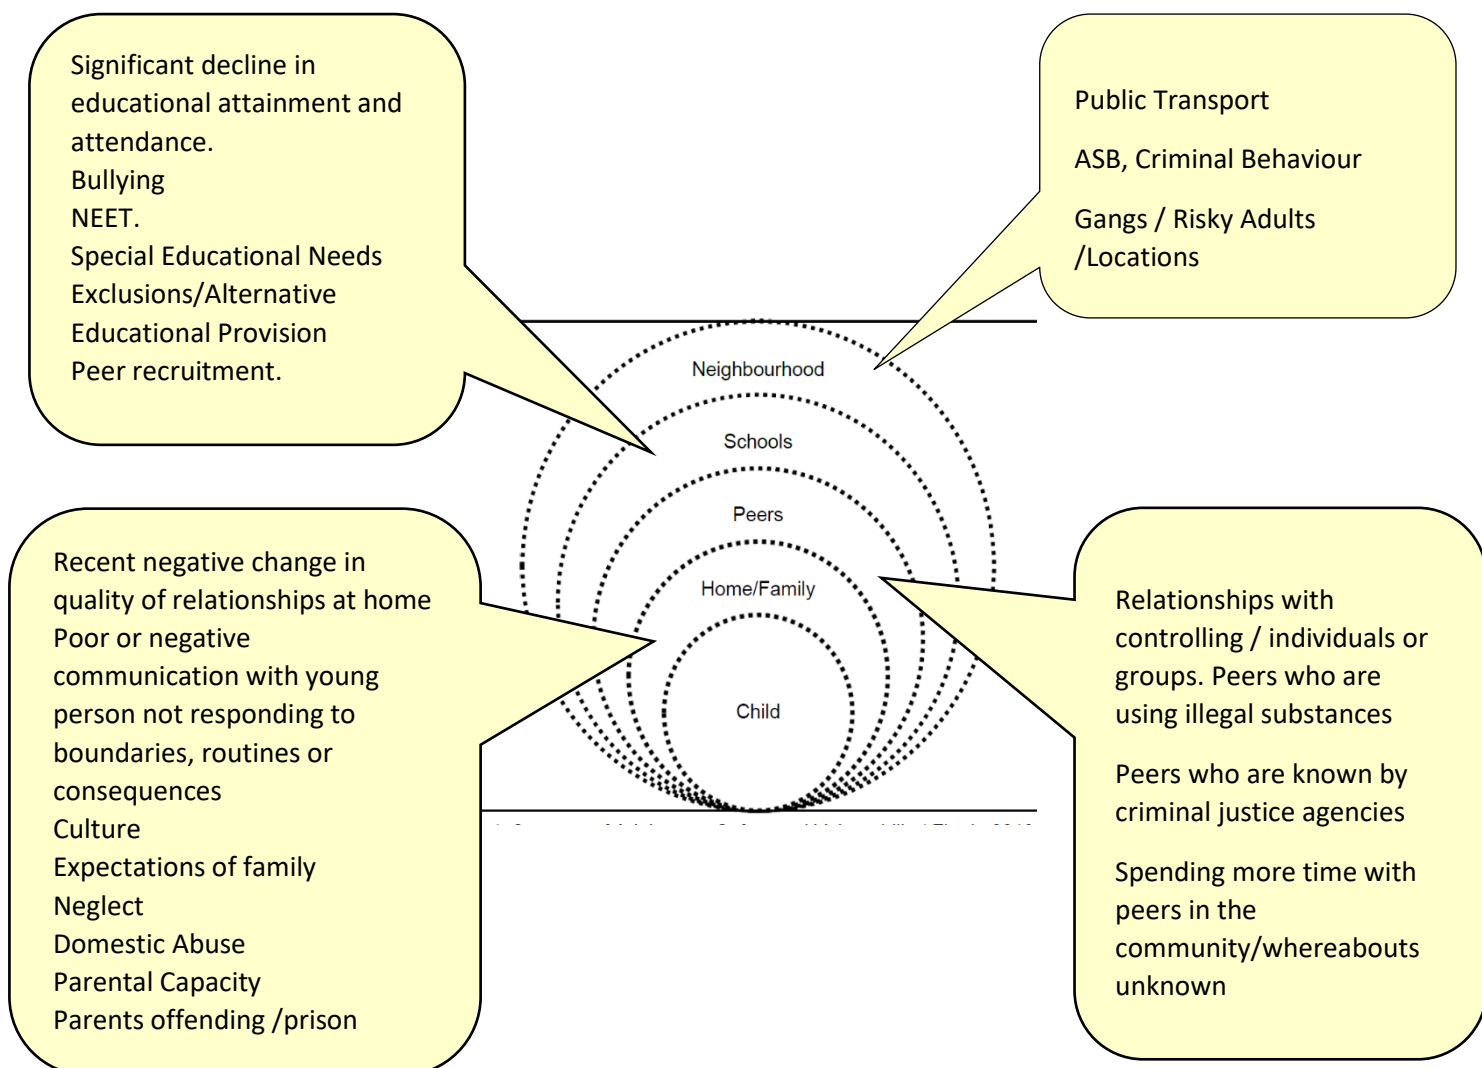 Significant decline in
educational attainment and
attendance.
Bullying
NEET.
Special Educational Needs
Exclusions/Alternative
Educational Provision
Peer recruitment.
Public Transport
ASB, Criminal Behaviour
Gangs / Risky Adults
/Locations
Neighbourhood
Schools
Peers
Home/Family
Child
Recent negative change in
quality of relationships at home
Poor or negative
communication with young
person not responding to
boundaries, routines or
consequences
Culture
Expectations of family
Neglect
Domestic Abuse
Parental Capacity
Parents offending /prison
Relationships with
controlling / individuals or
groups. Peers who are
using illegal substances
Peers who are known by
criminal justice agencies
Spending more time with
peers in the
community/whereabouts
unknown